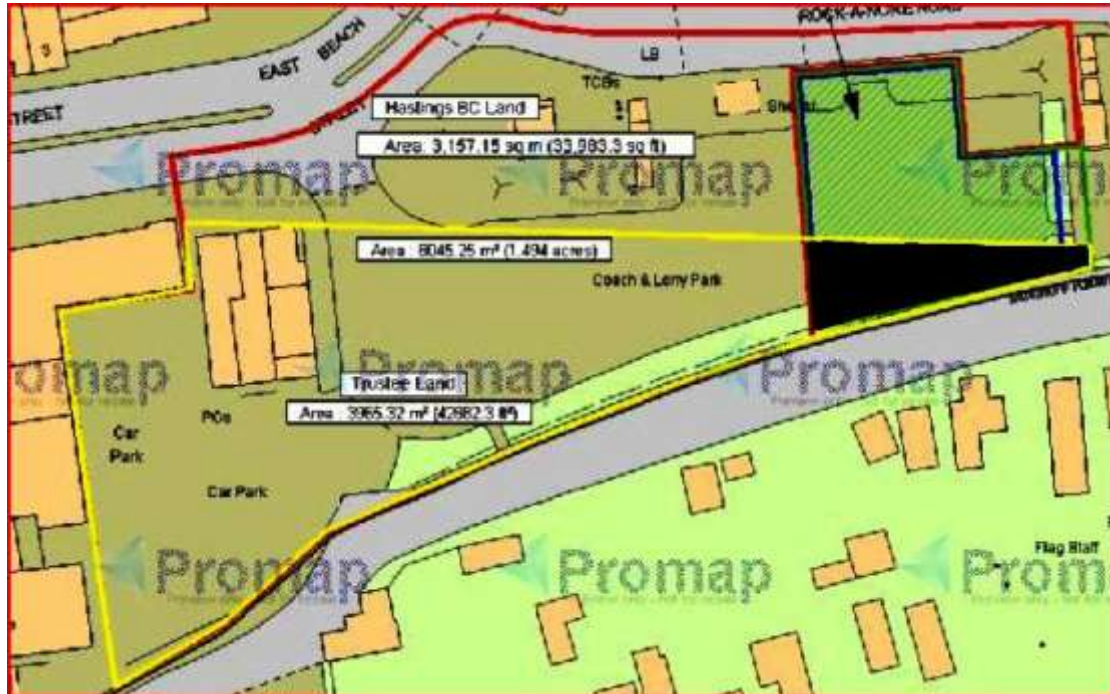 ROCK-A-NORE ROAD
3
EAST BEACH
STREET
LB
TCBs
Hastings BC Land
Shelter
STREET
Area: 3,157.15 sq m (33,983.3 sq ft)
Promap
Promap
Promap
Area : 6045.25 m² (1.494 acres)
Coach & Lorry Park
Promap
Promap
Promap
Trustee Land
Area : 3965.32 m² (42682.3 ft²)
PCs
Car
Park
Car Park
Flag Staff
Promap
Promap
Prom